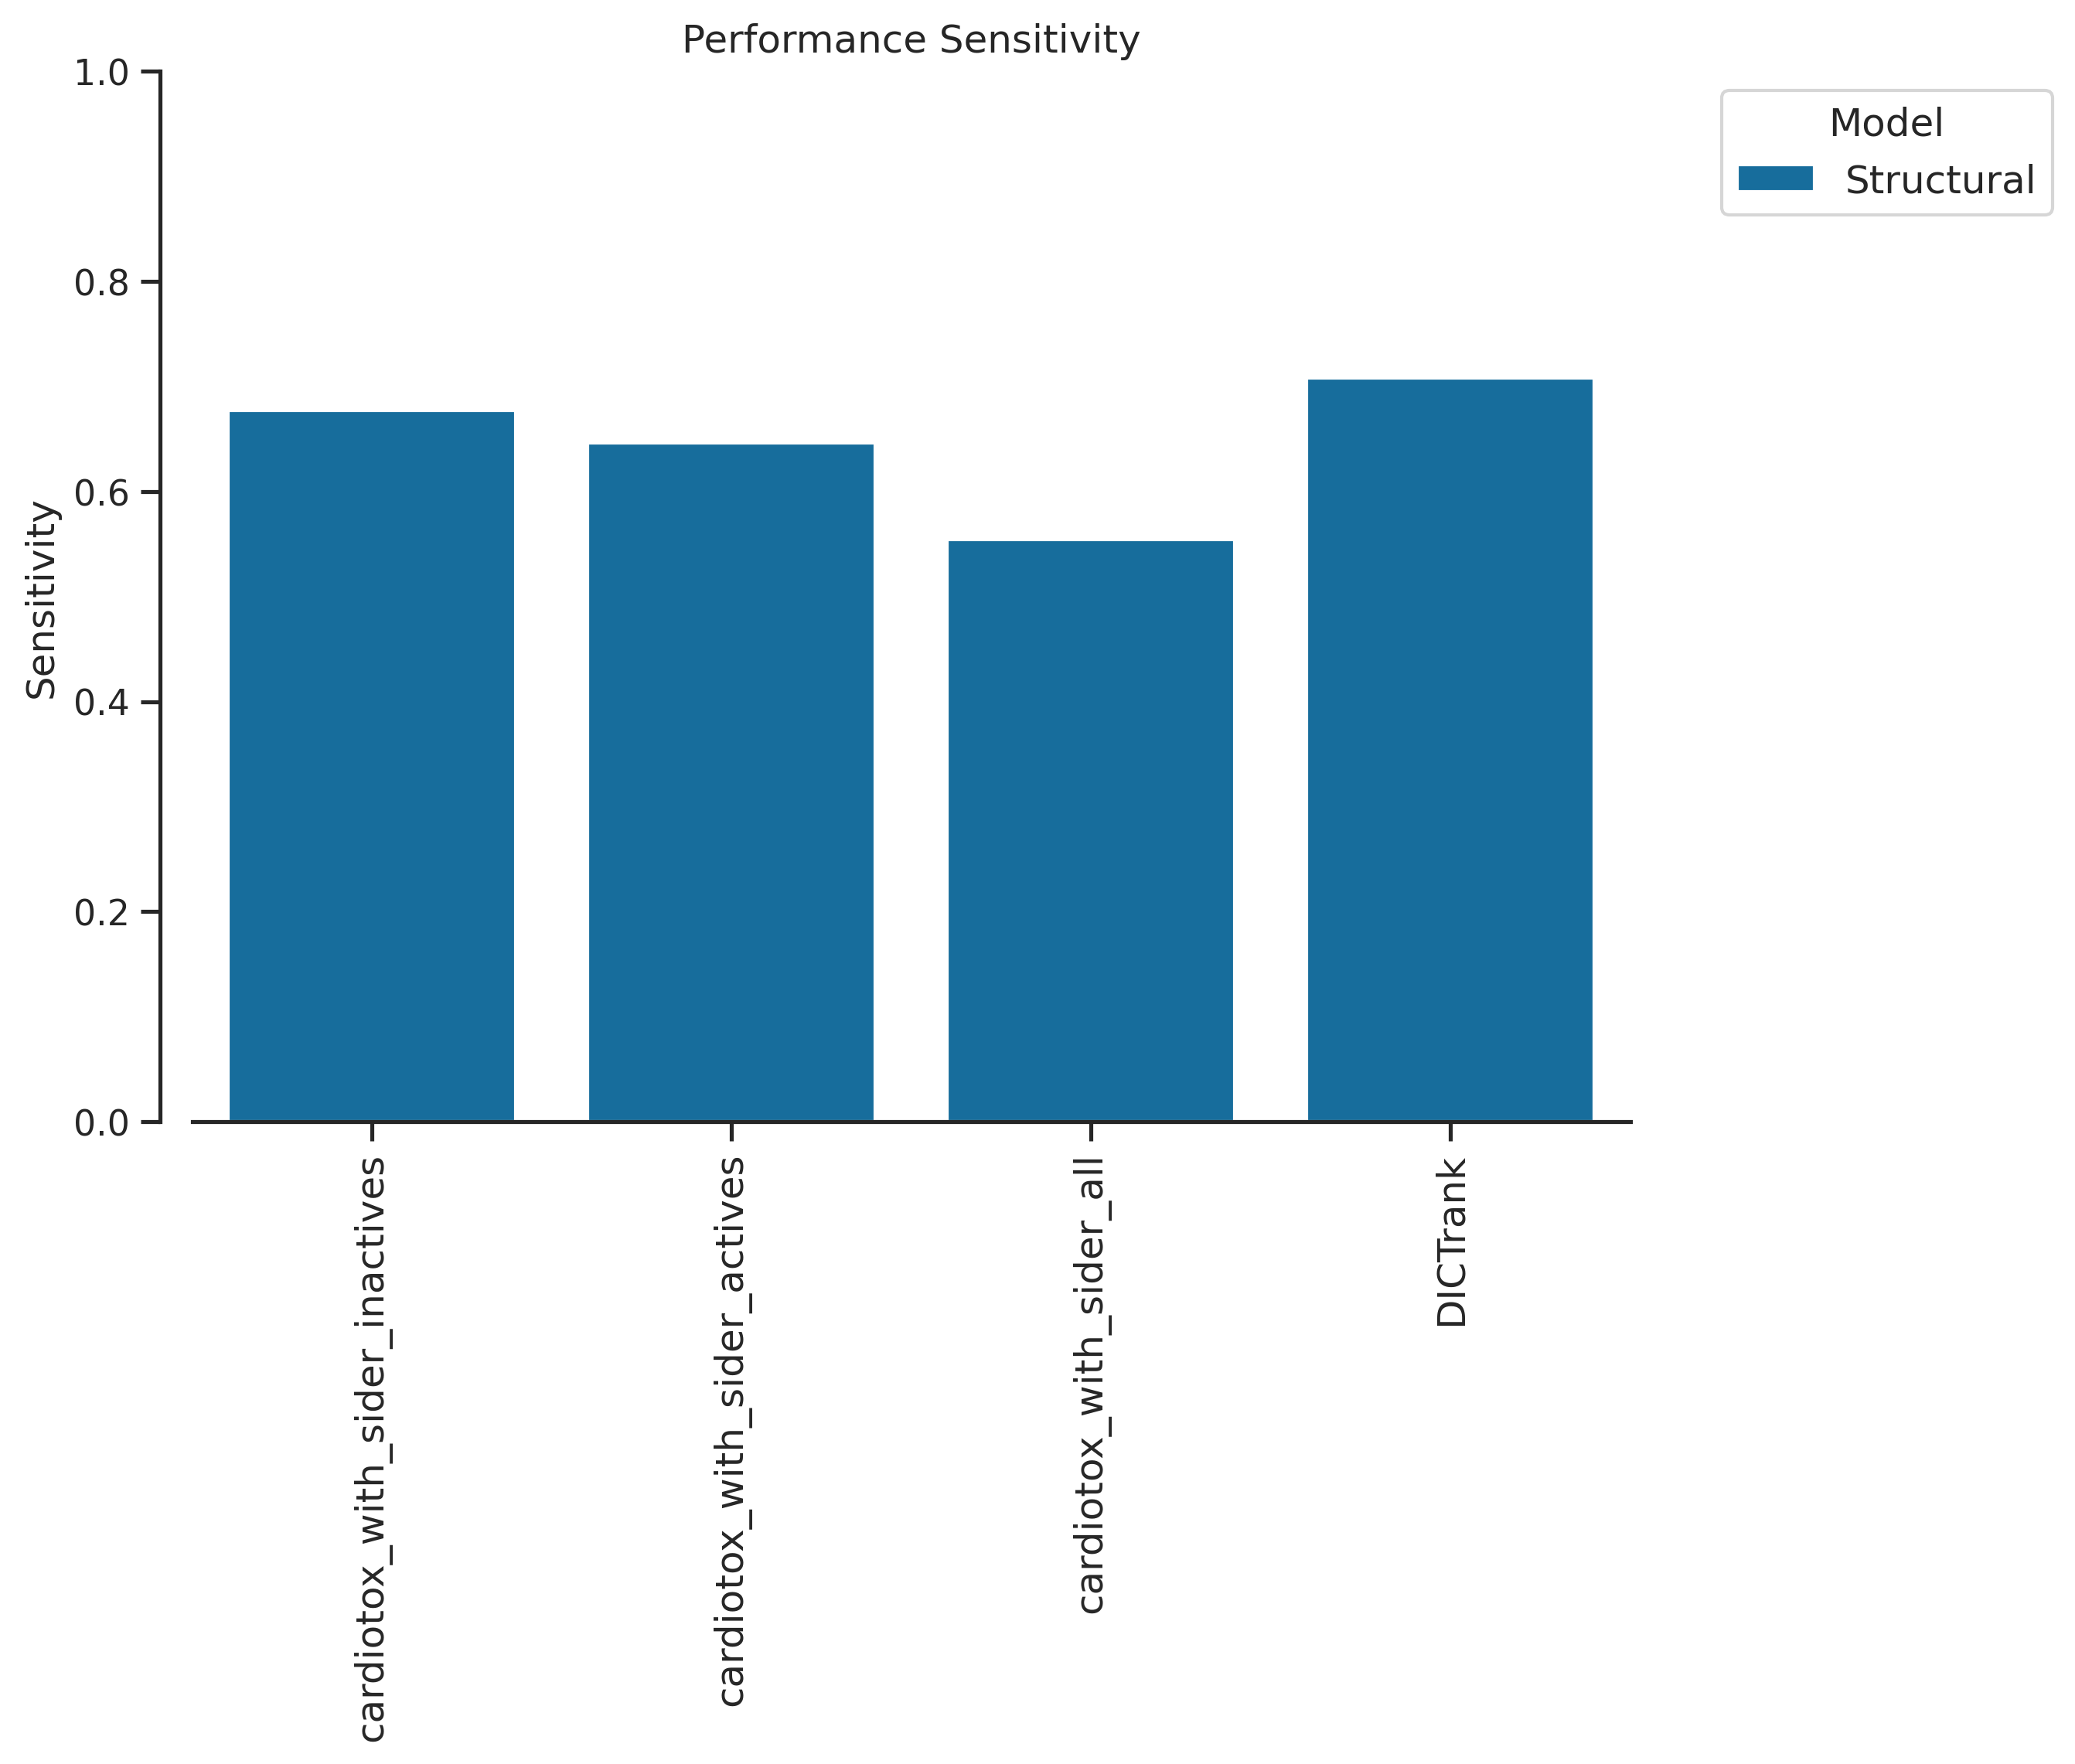 Performance Sensitivity
1.0
0.8
0.6
0.4
0.2
0.0
Sensitivity
Model
Structural
cardiotox_with_sider_inactives
cardiotox_with_sider_actives
cardiotox_with_sider_all
DICTrank